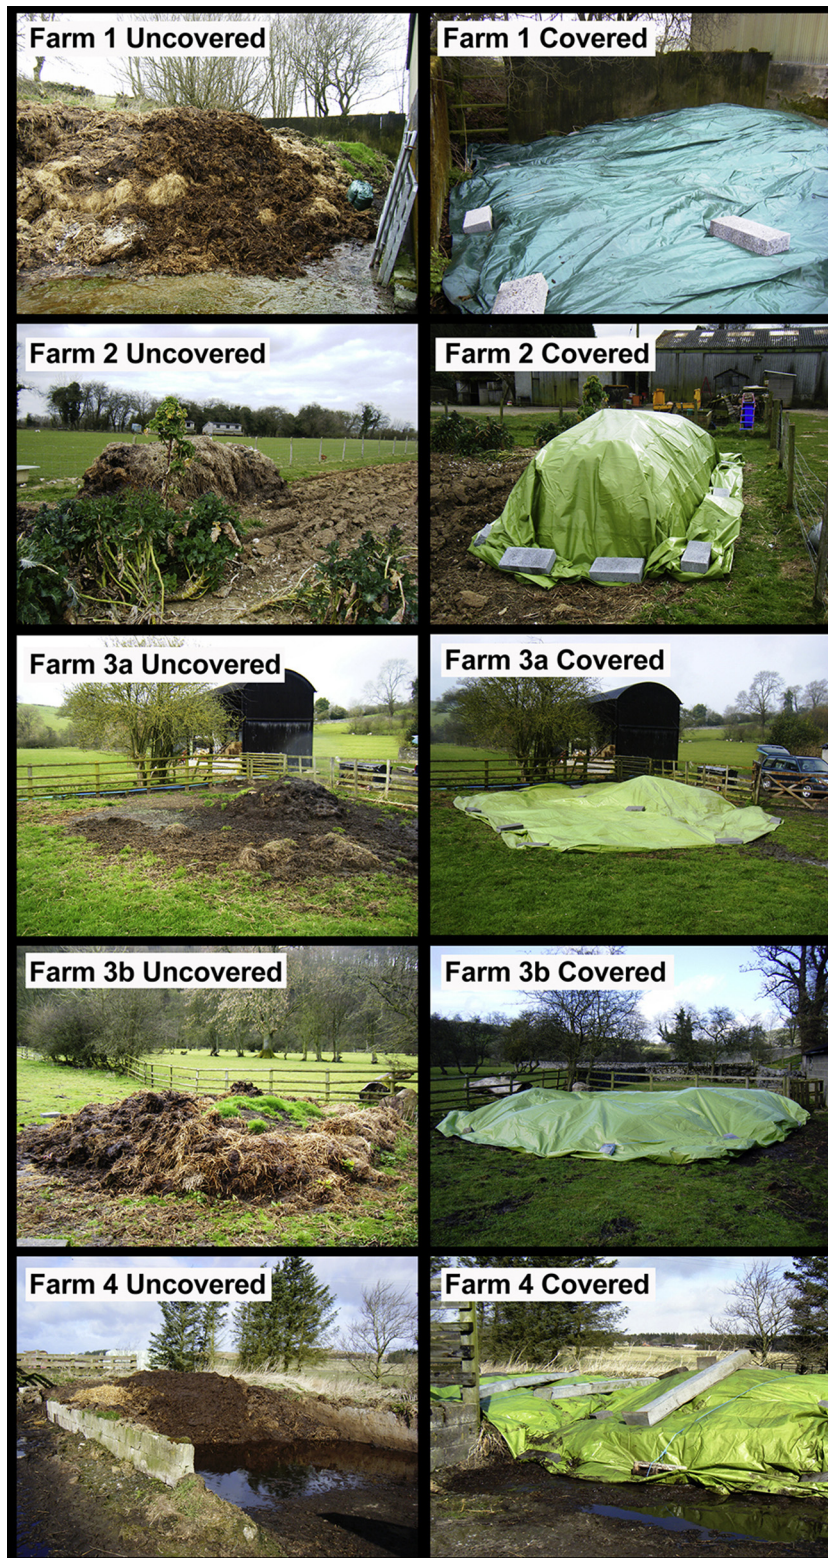 Farm 1 Uncovered
Farm 1 Covered
Farm 2 Uncovered
Farm 2 Covered
Farm 3a Uncovered
Farm 3a Covered
Farm 3b Uncovered
Farm 3b Covered
Farm 4 Uncovered
Farm 4 Covered